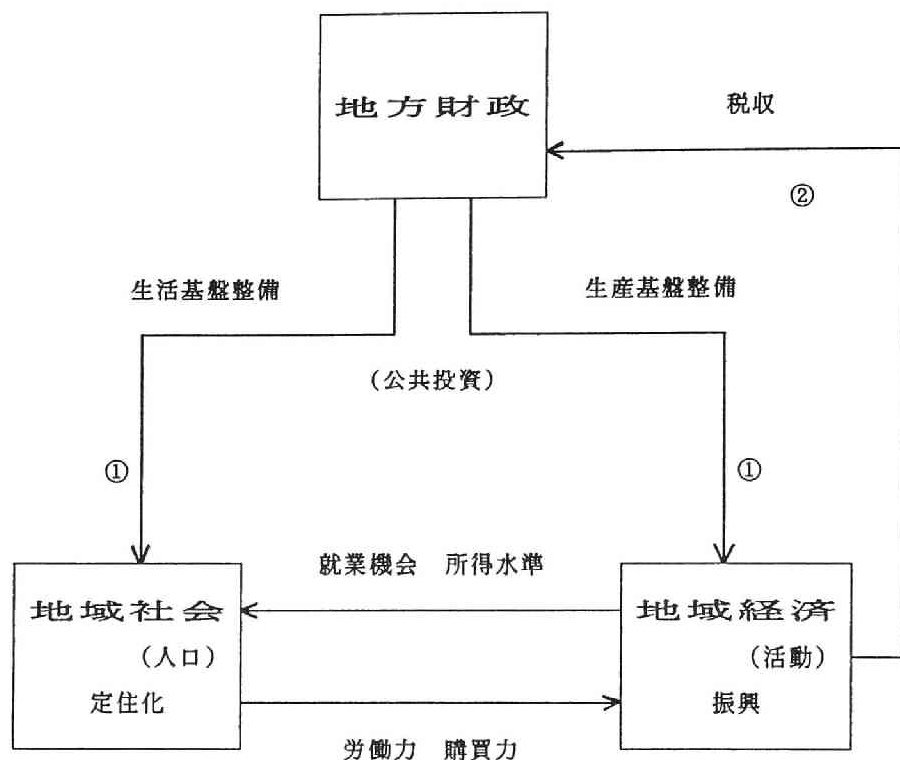 地方財政
税収
②
生活基盤整備
生産基盤整備
（公共投資）
①
①
就業機会　所得水準
地域社会
（人口）
定住化
地域経済
（活動）
振興
労働力　購買力